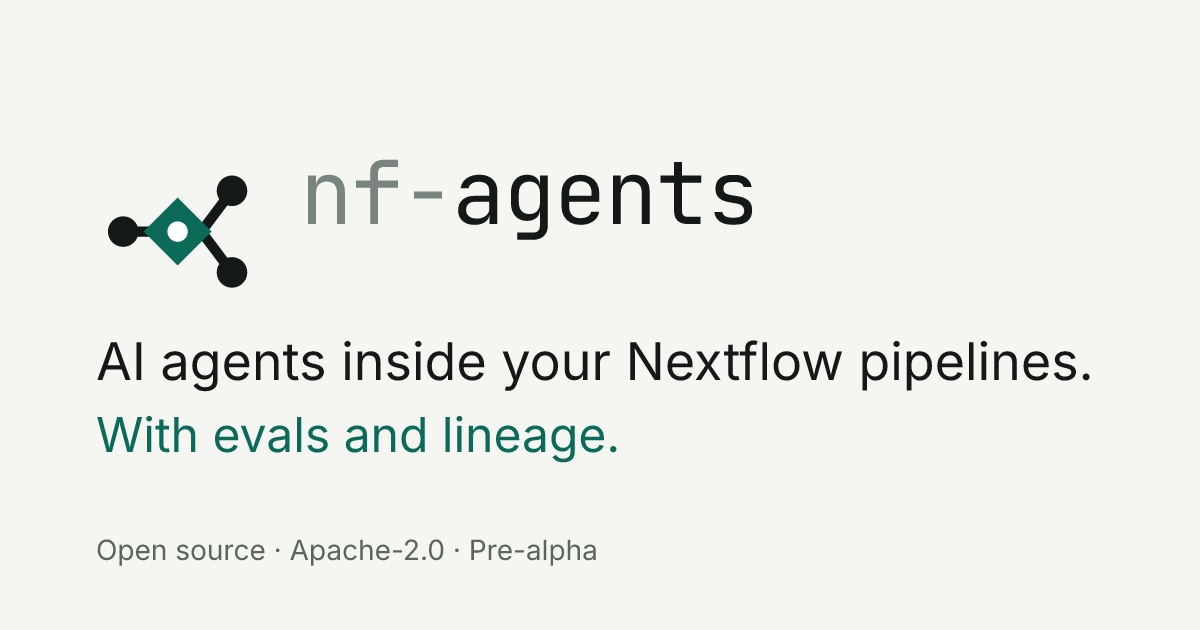 nf-agents
AI agents inside your Nextflow pipelines.
With evals and lineage.
Open source · Apache-2.0 · Pre-alpha